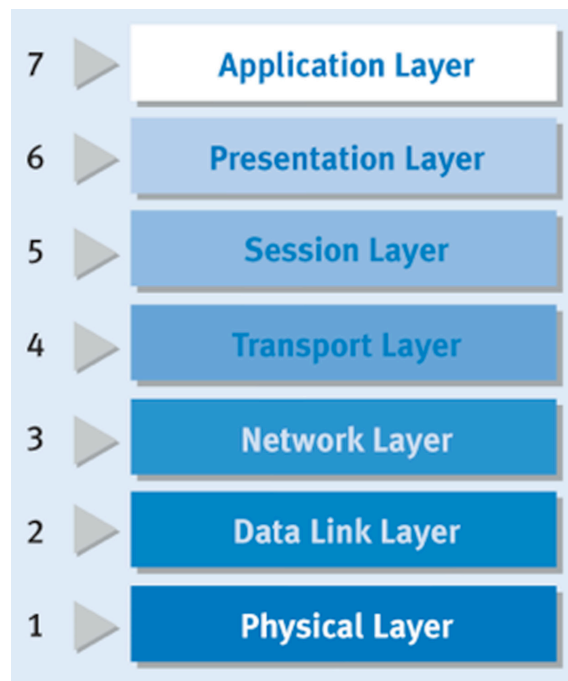 7 Application Layer
6 Presentation Layer
5 Session Layer
4 Transport Layer
3 Network Layer
2 Data Link Layer
1 Physical Layer